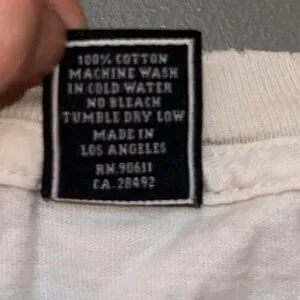 100% COTTON
MACHINE WASH
IN COLD WATER
NO BLEACH
TUMBLE DRY LOW
MADE IN
LOS ANGELES
RN.90611
CA.28492